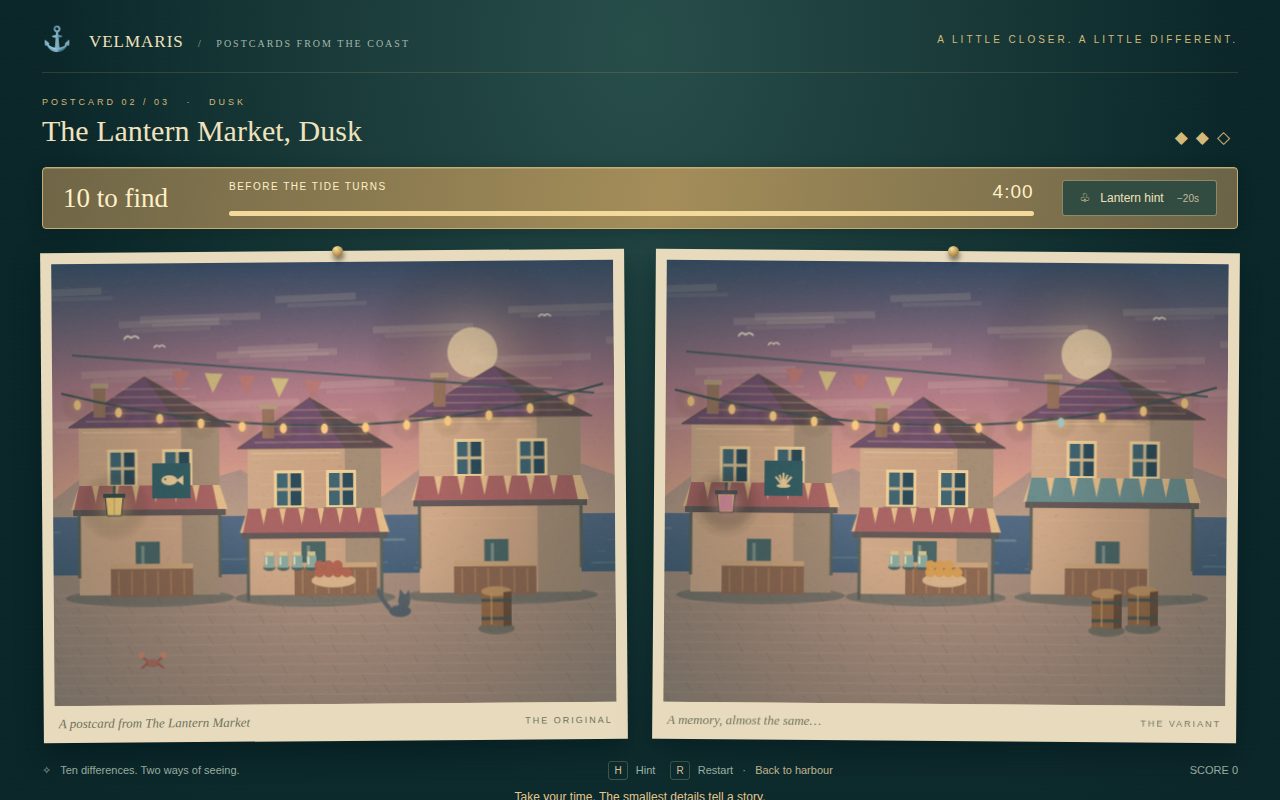 VELMARIS / POSTCARDS FROM THE COAST
A LITTLE CLOSER. A LITTLE DIFFERENT.
POSTCARD 02 / 03 · DUSK
The Lantern Market, Dusk
10 to find
BEFORE THE TIDE TURNS
4:00
Lantern hint −20s
A postcard from The Lantern Market
THE ORIGINAL
A memory, almost the same…
THE VARIANT
Ten differences. Two ways of seeing.
H Hint R Restart · Back to harbour
SCORE 0
Take your time. The smallest details tell a story.